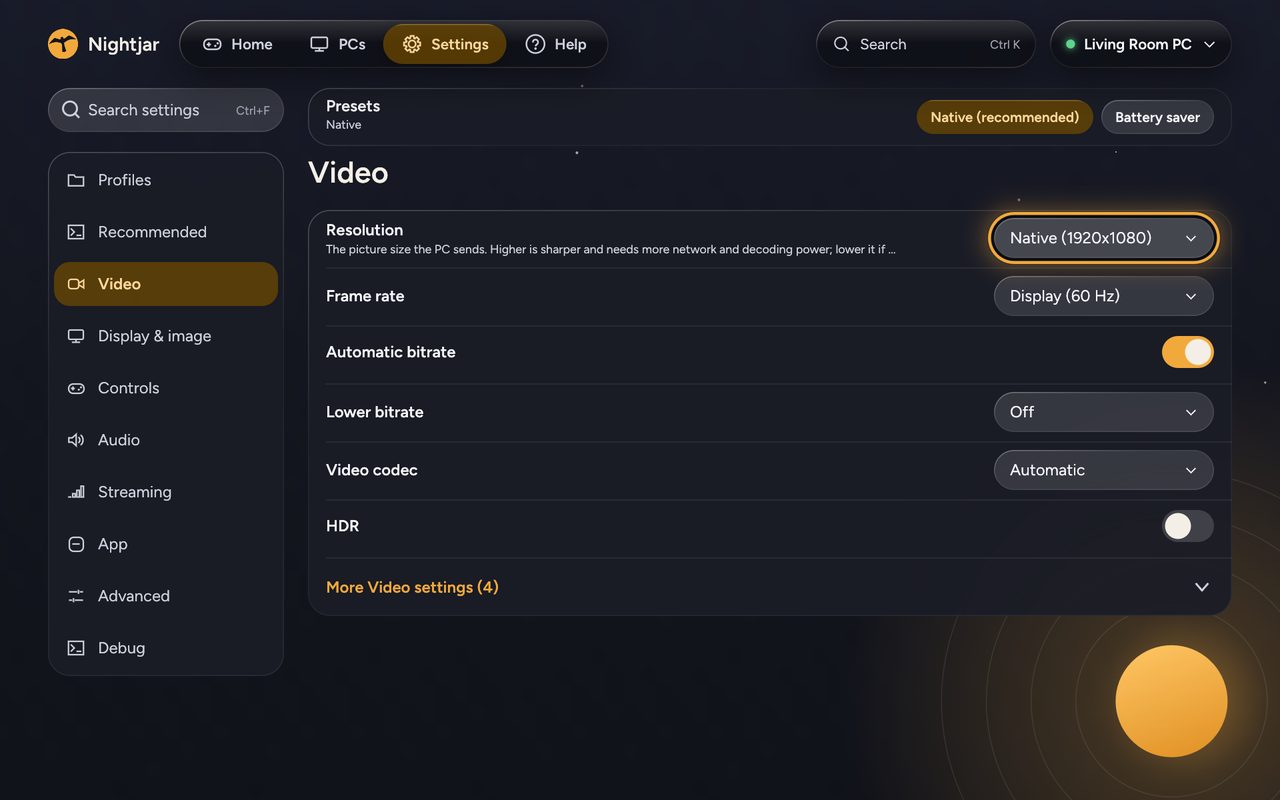 Nightjar
Home
PCs
Settings
Help
Search
Ctrl K
Living Room PC
Search settings
Ctrl+F
Profiles
Recommended
Video
Display & image
Controls
Audio
Streaming
App
Advanced
Debug
Presets
Native
Native (recommended)
Battery saver
Video
Resolution
The picture size the PC sends. Higher is sharper and needs more network and decoding power; lower it if ...
Native (1920x1080)
Frame rate
Display (60 Hz)
Automatic bitrate
Lower bitrate
Off
Video codec
Automatic
HDR
More Video settings (4)